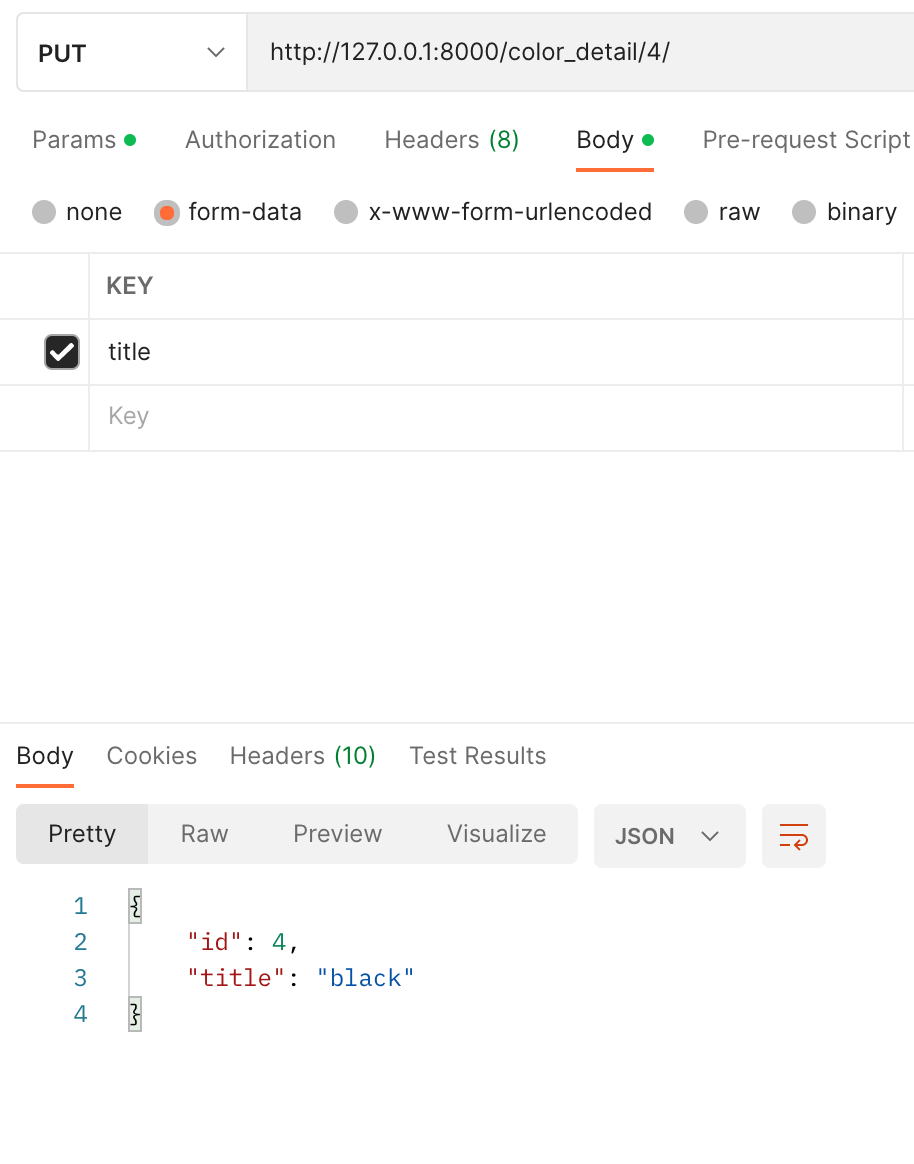 PUT http://127.0.0.1:8000/color_detail/4/
Params Authorization Headers (8) Body Pre-request Script
none form-data x-www-form-urlencoded raw binary
KEY
title
Key
Body Cookies Headers (10) Test Results
Pretty Raw Preview Visualize JSON
1 {
2 "id": 4,
3 "title": "black"
4 }